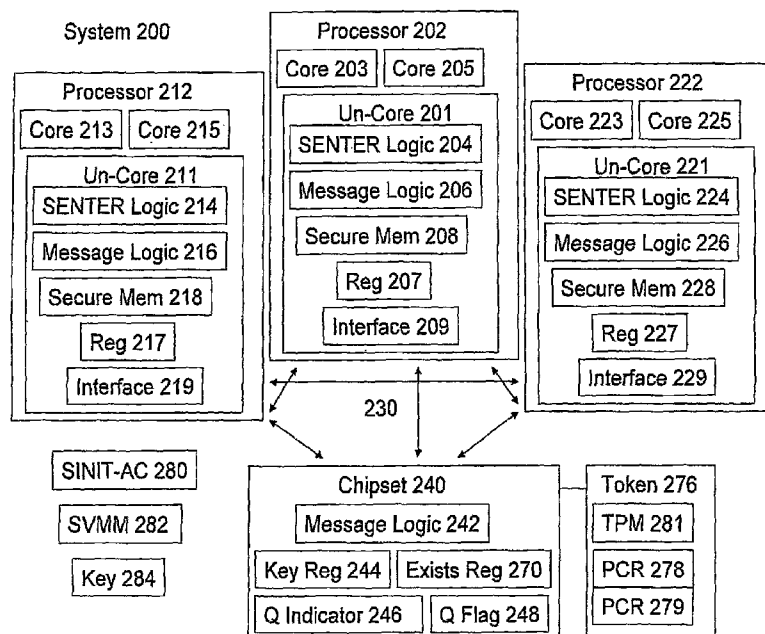 System 200
Processor 202
Core 203 Core 205
Un-Core 201
SENTER Logic 204
Message Logic 206
Secure Mem 208
Reg 207
Interface 209
Processor 212
Core 213 Core 215
Un-Core 211
SENTER Logic 214
Message Logic 216
Secure Mem 218
Reg 217
Interface 219
Processor 222
Core 223 Core 225
Un-Core 221
SENTER Logic 224
Message Logic 226
Secure Mem 228
Reg 227
Interface 229
230
SINIT-AC 280
SVMM 282
Key 284
Chipset 240
Message Logic 242
Key Reg 244 Exists Reg 270
Q Indicator 246 Q Flag 248
Token 276
TPM 281
PCR 278
PCR 279